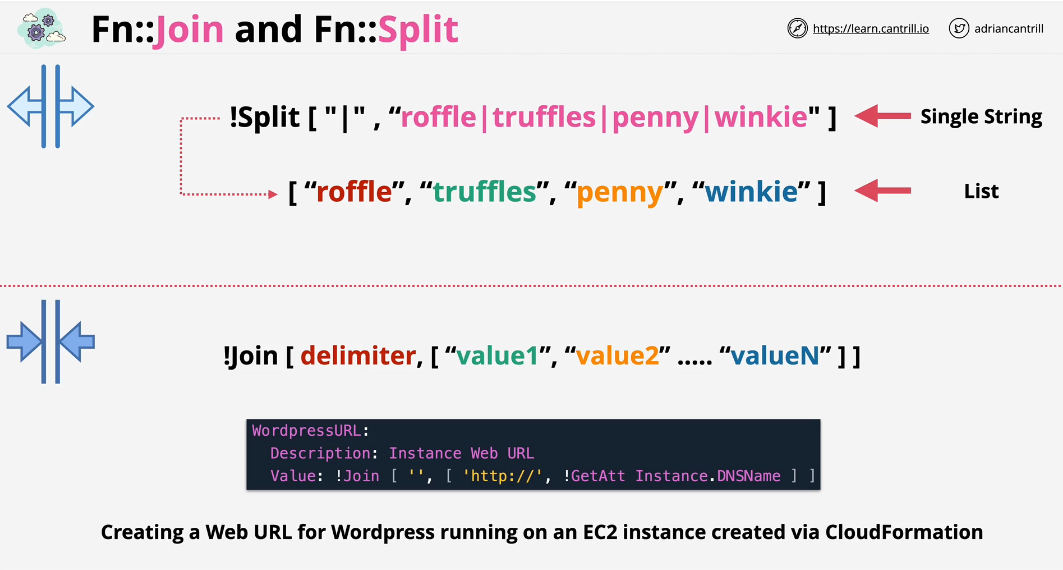 Fn::Join and Fn::Split
https://learn.cantrill.io
adriancantrill
!Split [ "|" , “roffle|truffles|penny|winkie" ]
Single String
[ “roffle”, “truffles”, “penny”, “winkie” ]
List
!Join [ delimiter, [ “value1”, “value2” ..... “valueN” ] ]
WordpressURL:
Description: Instance Web URL
Value: !Join [ '', [ 'http://', !GetAtt Instance.DNSName ] ]
Creating a Web URL for Wordpress running on an EC2 instance created via CloudFormation